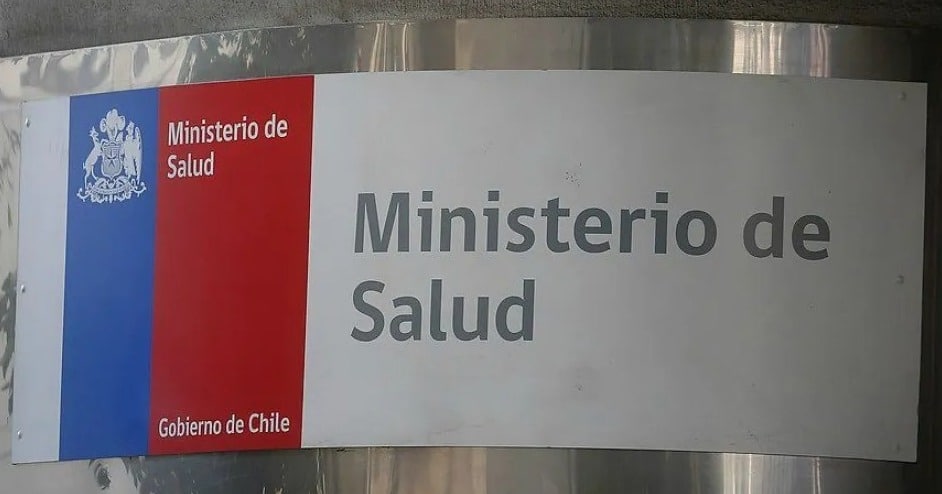 Ministerio de
Salud
Gobierno de Chile
Ministerio de
Salud